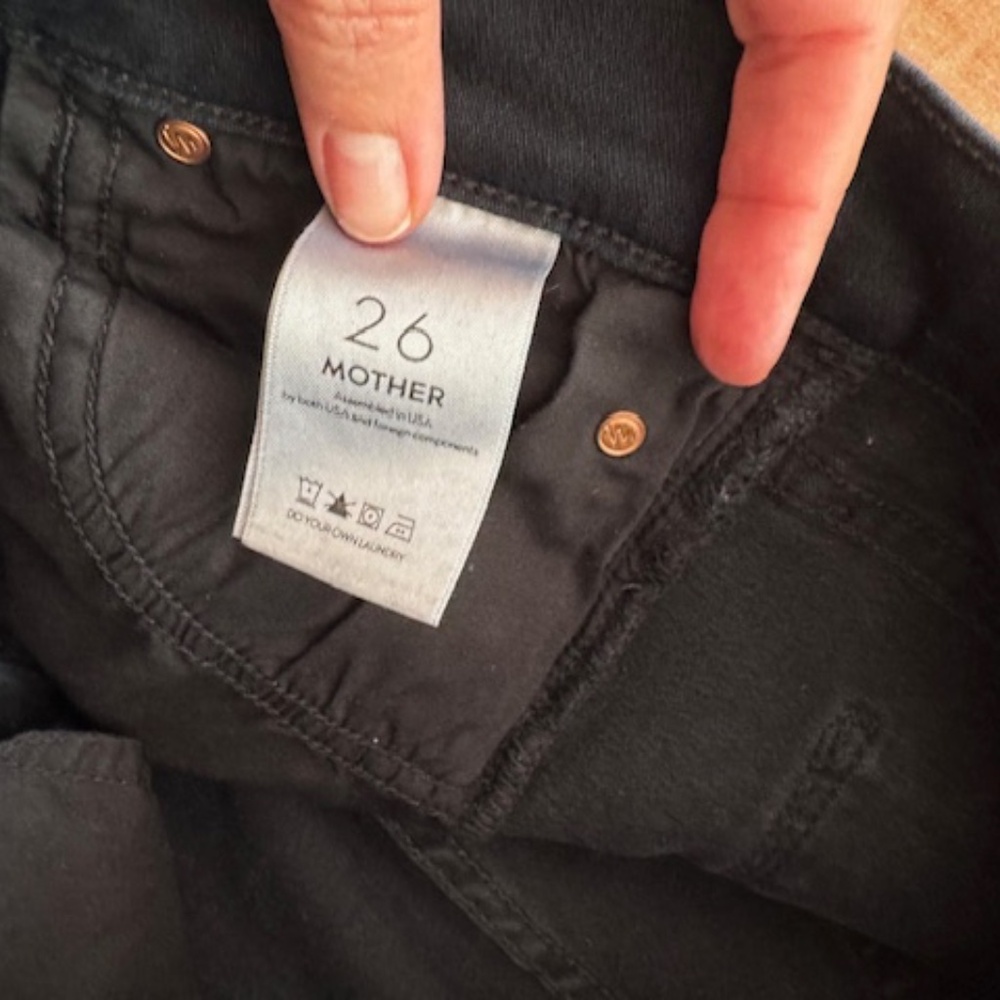 26
MOTHER
Assembled in USA
by both USA and foreign components
DO YOUR OWN LAUNDRY